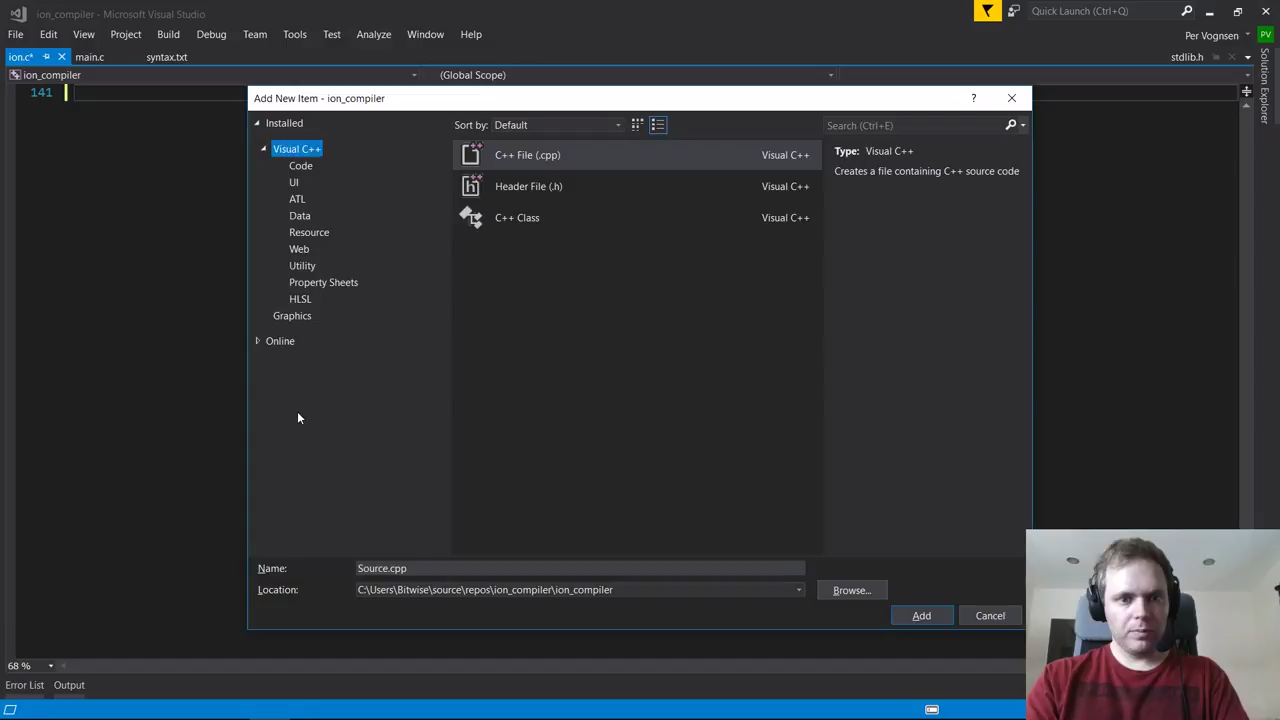 ion_compiler - Microsoft Visual Studio
Quick Launch (Ctrl+Q)
File Edit View Project Build Debug Team Tools Test Analyze Window Help
Per Vognsen PV
ion.c* main.c syntax.txt stdlib.h
ion_compiler (Global Scope)
Solution Explorer
141
Add New Item - ion_compiler ?
Installed
Sort by: Default
Search (Ctrl+E)
Visual C++
Code
UI
ATL
Data
Resource
Web
Utility
Property Sheets
HLSL
Graphics
Online
C++ File (.cpp) Visual C++
Header File (.h) Visual C++
C++ Class Visual C++
Type: Visual C++
Creates a file containing C++ source code
Name: Source.cpp
Location: C:\Users\Bitwise\source\repos\ion_compiler\ion_compiler
Browse...
Add Cancel
68 %
Error List Output